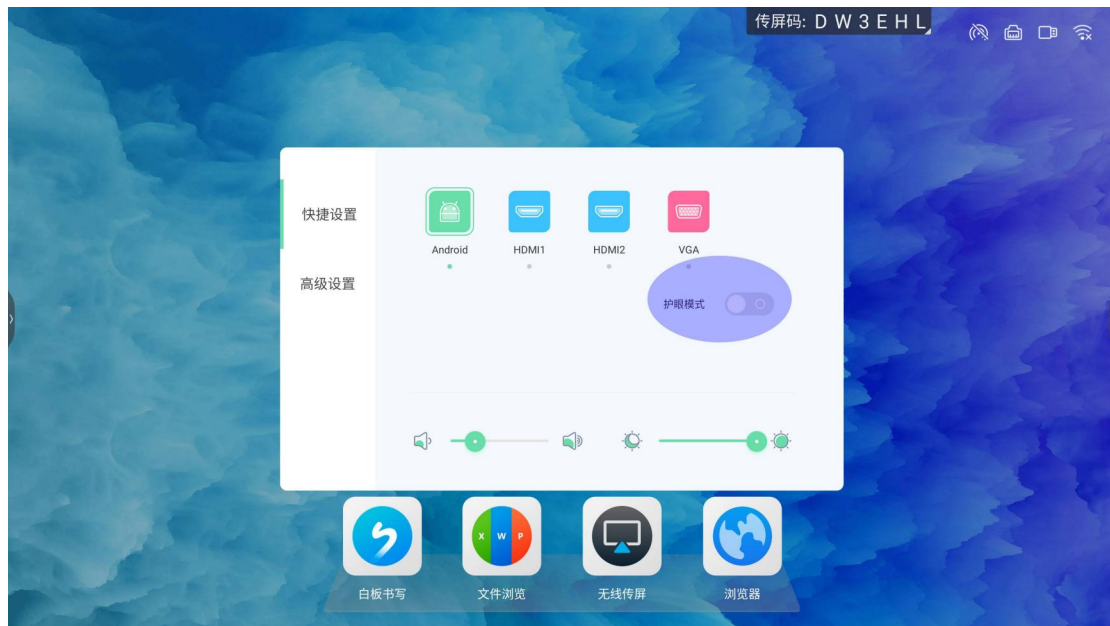 传屏码: D W 3 E H L
快捷设置
高级设置
Android
HDMI1
HDMI2
VGA
护眼模式
X W P
白板书写
文件浏览
无线传屏
浏览器